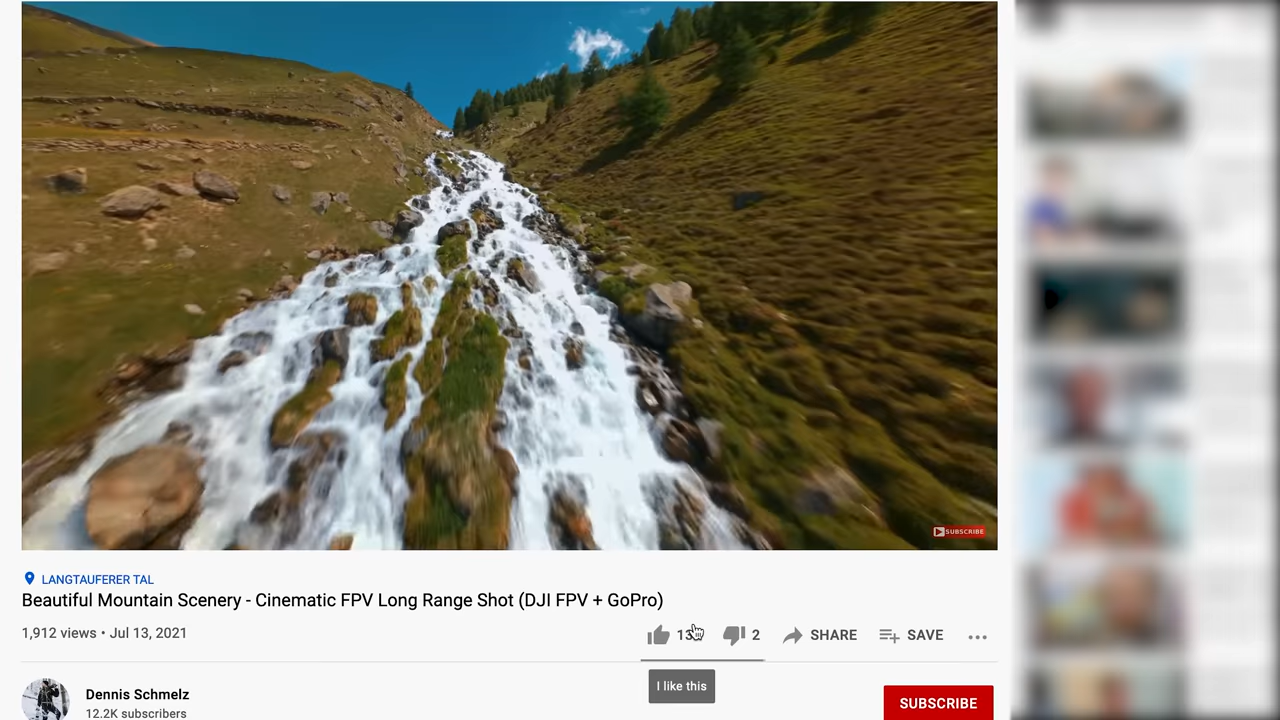 SUBSCRIBE
LANGTAUFERER TAL
Beautiful Mountain Scenery - Cinematic FPV Long Range Shot (DJI FPV + GoPro)
1,912 views • Jul 13, 2021
2 SHARE SAVE
I like this
Dennis Schmelz
12.2K subscribers
SUBSCRIBE